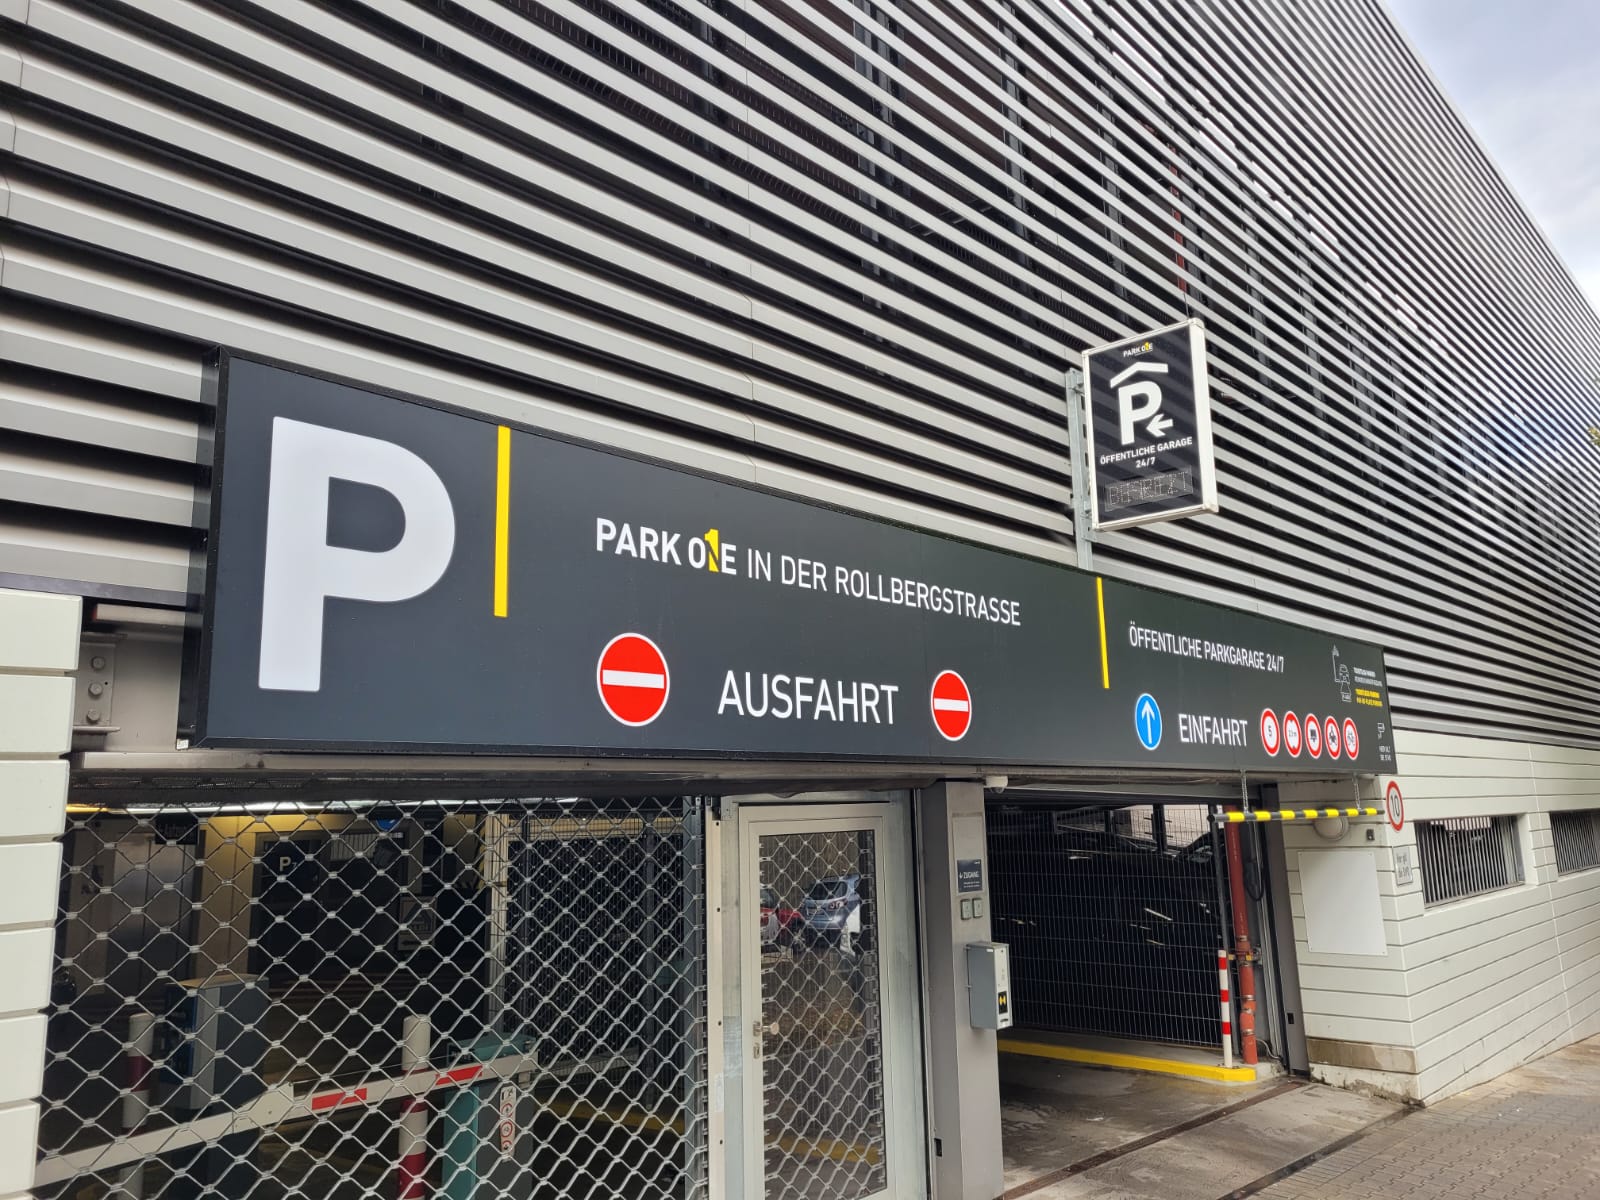 PARK ONE
P
ÖFFENTLICHE GARAGE
24/7
BESETZT
P
PARK ONE IN DER ROLLBERGSTRASSE
AUSFAHRT
ÖFFENTLICHE PARKGARAGE 24/7
EINFAHRT
5
10
ZUGANG
P